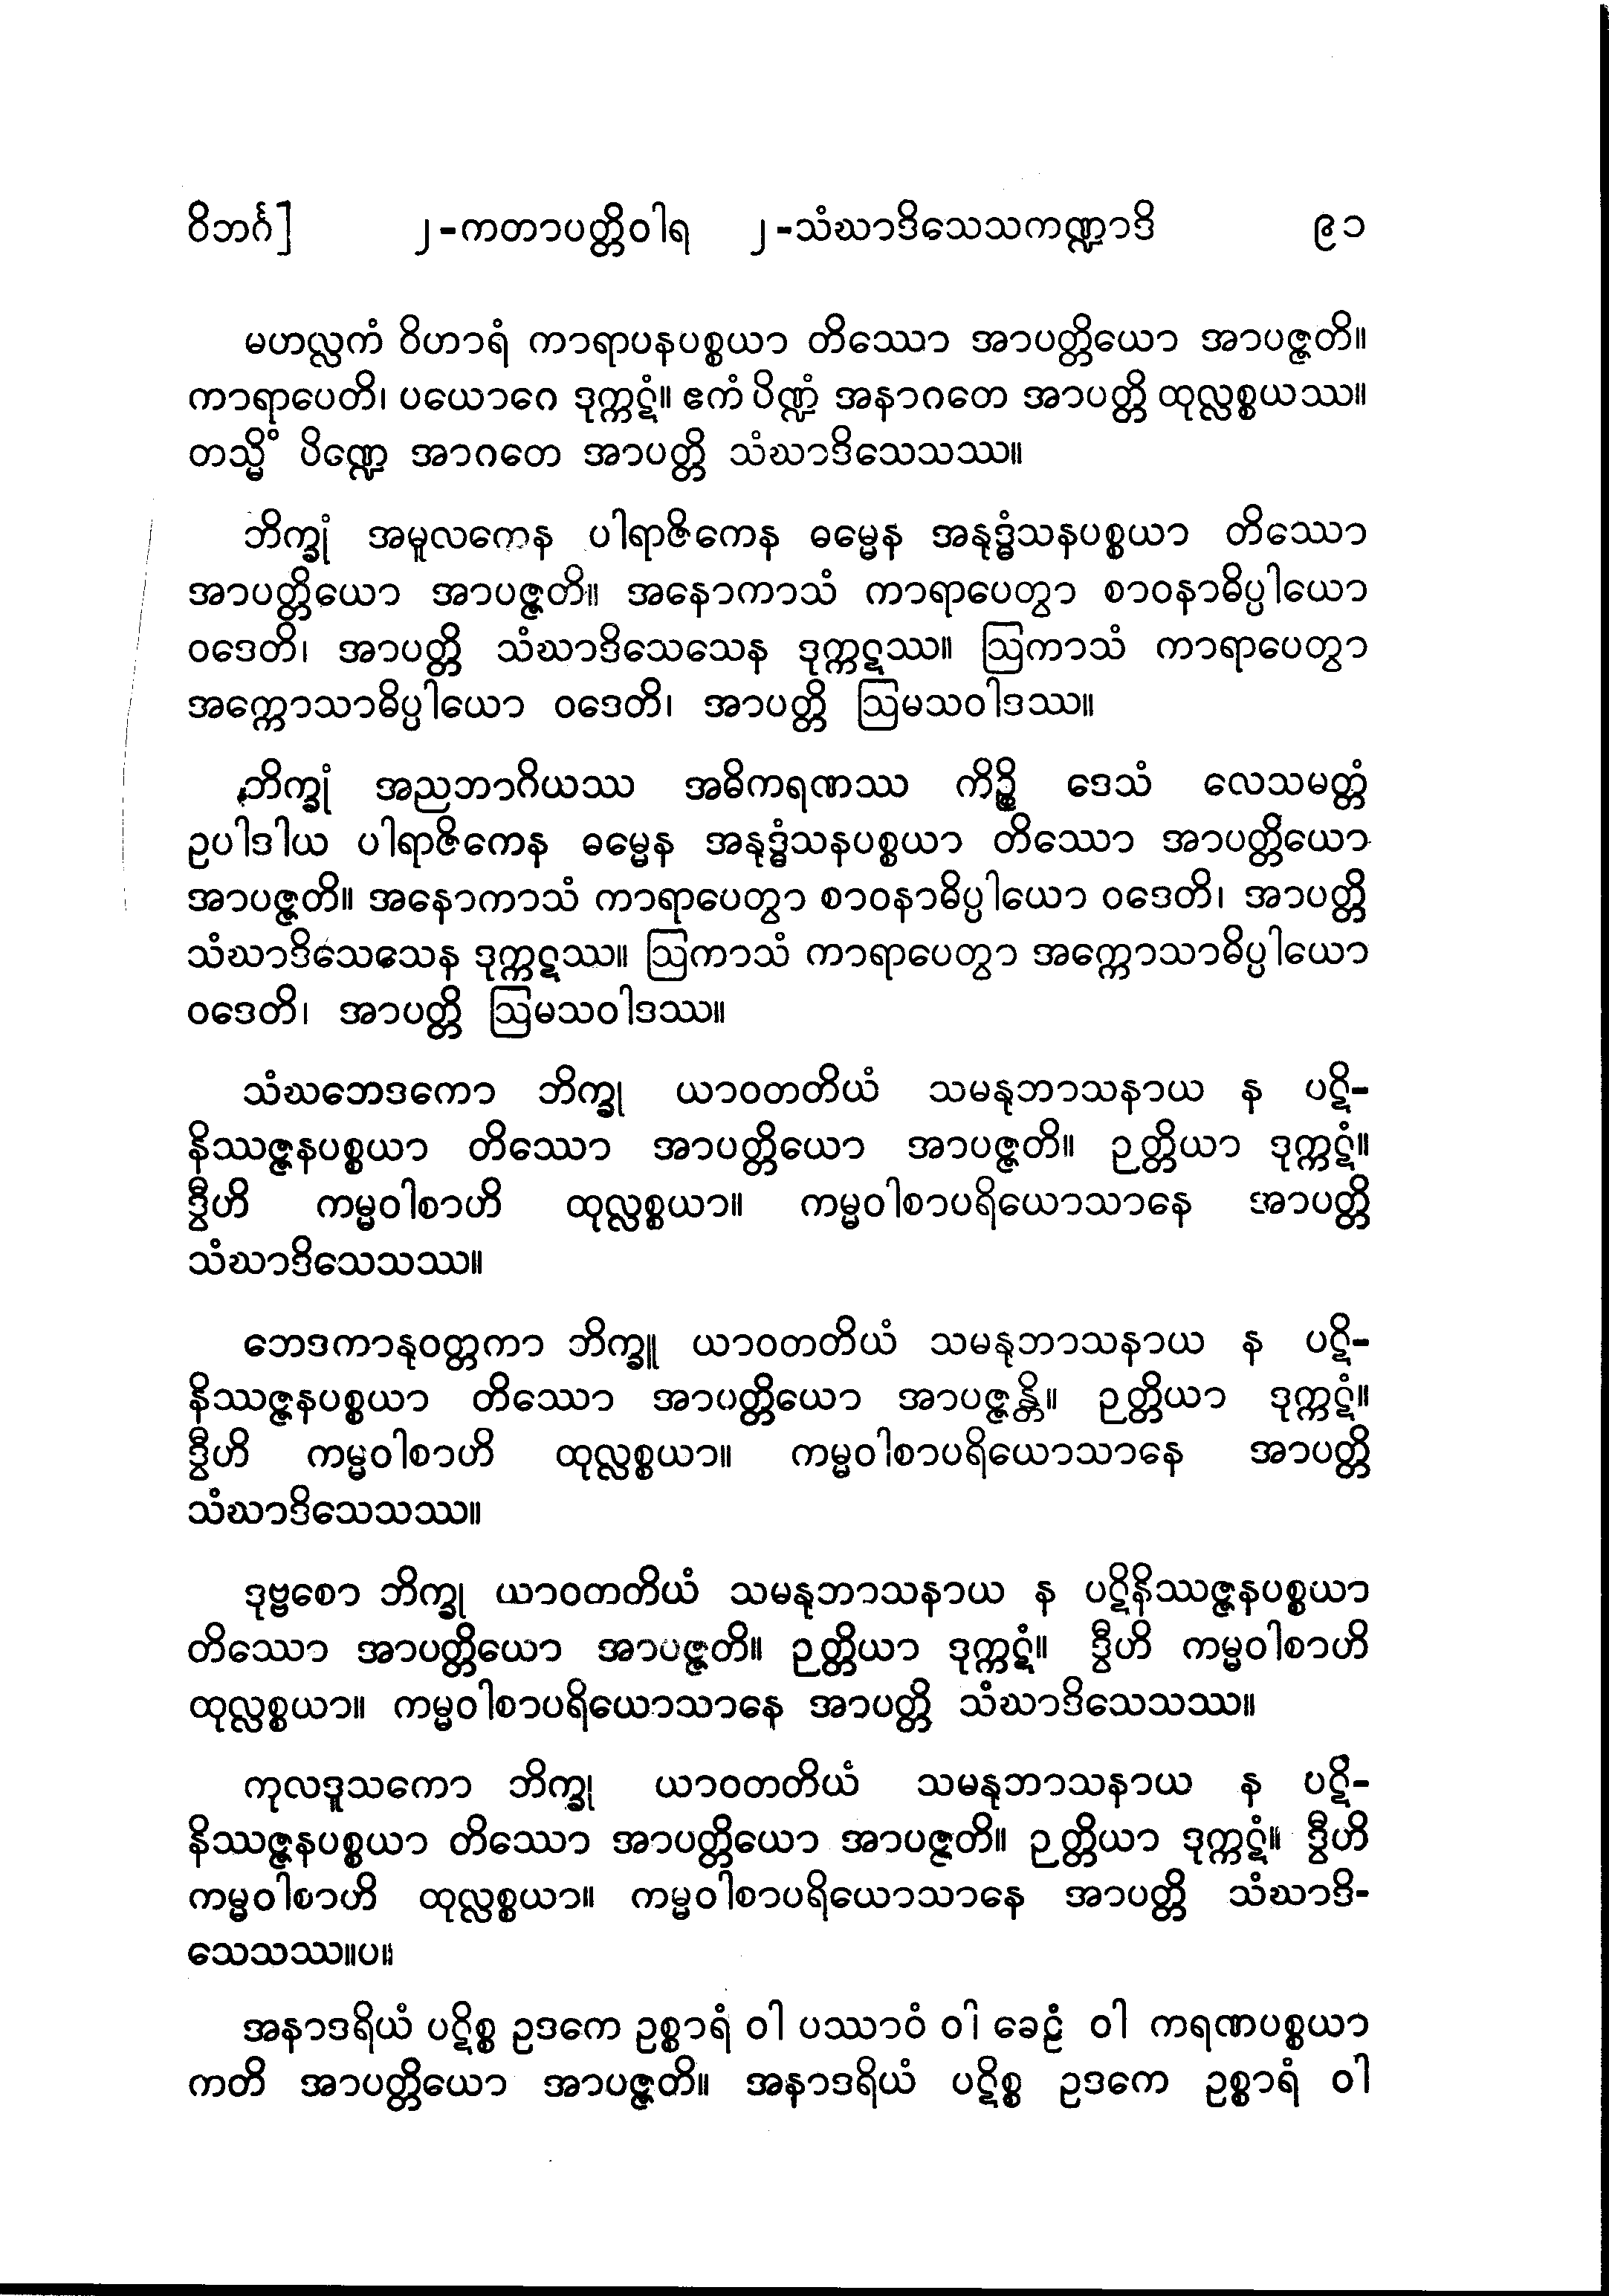 ဝိဘင်္ဂ] ၂-ကတာပတ္တိဝါရ ၂-သံဃာဒိသေသကဏ္ဍာဒိ ၉၁
မဟလ္လကံ ဝိဟာရံ ကာရာပနပစ္စယာ တိဿော အာပတ္တိယော အာပဇ္ဇတိ။
ကာရာပေတိ၊ ပယောဂေ ဒုက္ကဋံ။ ဧကံ ပိဏ္ဍံ အနာဂတေ အာပတ္တိ ထုလ္လစ္စယဿ။
တသ္မိံ ပိဏ္ဍေ အာဂတေ အာပတ္တိ သံဃာဒိသေသဿ။
ဘိက္ခုံ အမူလကေန ပါရာဇိကေန ဓမ္မေန အနုဒ္ဓံသနပစ္စယာ တိဿော
အာပတ္တိယော အာပဇ္ဇတိ။ အနောကာသံ ကာရာပေတွာ စာဝနာဓိပ္ပါယော
ဝဒေတိ၊ အာပတ္တိ သံဃာဒိသေသေန ဒုက္ကဋဿ။ ဩကာသံ ကာရာပေတွာ
အက္ကောသာဓိပ္ပါယော ဝဒေတိ၊ အာပတ္တိ ဩမသဝါဒဿ။
ဘိက္ခုံ အညဘာဂိယဿ အဓိကရဏဿ ကိဉ္စိ ဒေသံ လေသမတ္တံ
ဥပါဒါယ ပါရာဇိကေန ဓမ္မေန အနုဒ္ဓံသနပစ္စယာ တိဿော အာပတ္တိယော
အာပဇ္ဇတိ။ အနောကာသံ ကာရာပေတွာ စာဝနာဓိပ္ပါယော ဝဒေတိ၊ အာပတ္တိ
သံဃာဒိသေသေန ဒုက္ကဋဿ။ ဩကာသံ ကာရာပေတွာ အက္ကောသာဓိပ္ပါယော
ဝဒေတိ၊ အာပတ္တိ ဩမသဝါဒဿ။
သံဃဘေဒကော ဘိက္ခု ယာဝတတိယံ သမနုဘာသနာယ န ပဋိ-
နိဿဇ္ဇနပစ္စယာ တိဿော အာပတ္တိယော အာပဇ္ဇတိ။ ဉတ္တိယာ ဒုက္ကဋံ။
ဒွီဟိ ကမ္မဝါစာဟိ ထုလ္လစ္စယာ။ ကမ္မဝါစာပရိယောသာနေ အာပတ္တိ
သံဃာဒိသေသဿ။
ဘေဒကာနုဝတ္တကာ ဘိက္ခူ ယာဝတတိယံ သမနုဘာသနာယ န ပဋိ-
နိဿဇ္ဇနပစ္စယာ တိဿော အာပတ္တိယော အာပဇ္ဇန္တိ။ ဉတ္တိယာ ဒုက္ကဋံ။
ဒွီဟိ ကမ္မဝါစာဟိ ထုလ္လစ္စယာ။ ကမ္မဝါစာပရိယောသာနေ အာပတ္တိ
သံဃာဒိသေသဿ။
ဒုဗ္ဗစော ဘိက္ခု ယာဝတတိယံ သမနုဘာသနာယ န ပဋိနိဿဇ္ဇနပစ္စယာ
တိဿော အာပတ္တိယော အာပဇ္ဇတိ။ ဉတ္တိယာ ဒုက္ကဋံ။ ဒွီဟိ ကမ္မဝါစာဟိ
ထုလ္လစ္စယာ။ ကမ္မဝါစာပရိယောသာနေ အာပတ္တိ သံဃာဒိသေသဿ။
ကုလဒူသကော ဘိက္ခု ယာဝတတိယံ သမနုဘာသနာယ န ပဋိ-
နိဿဇ္ဇနပစ္စယာ တိဿော အာပတ္တိယော အာပဇ္ဇတိ။ ဉတ္တိယာ ဒုက္ကဋံ။ ဒွီဟိ
ကမ္မဝါစာဟိ ထုလ္လစ္စယာ။ ကမ္မဝါစာပရိယောသာနေ အာပတ္တိ သံဃာဒိ-
သေသဿ။ပ။
အနာဒရိယံ ပဋိစ္စ ဥဒကေ ဥစ္စာရံ ဝါ ပဿာဝံ ဝါ ခေဠံ ဝါ ကရဏပစ္စယာ
ကတိ အာပတ္တိယော အာပဇ္ဇတိ။ အနာဒရိယံ ပဋိစ္စ ဥဒကေ ဥစ္စာရံ ဝါ